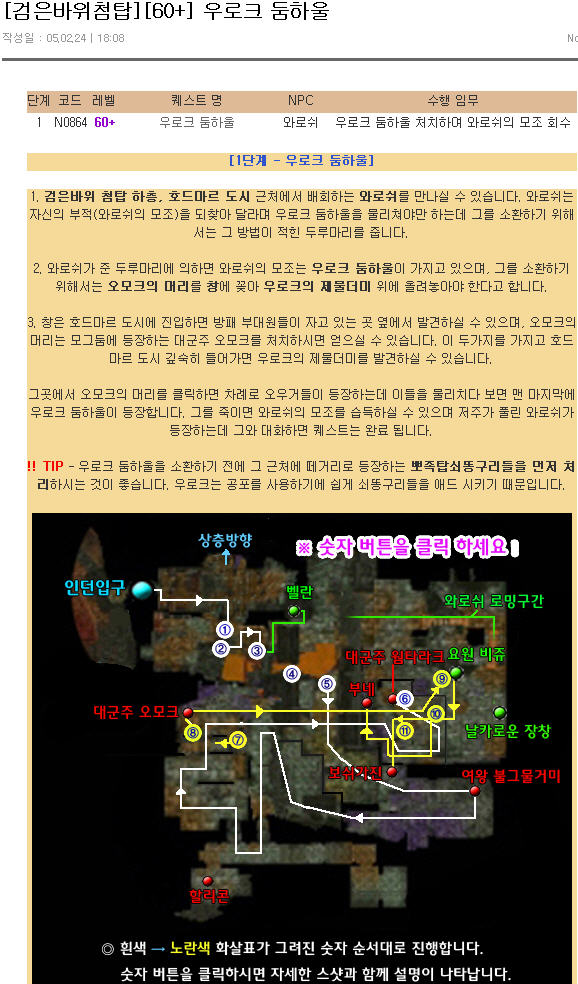 [검은바위첨탑][60+] 우로크 둠하울
작성일 : 05,02,24 | 18:08
No
단계 코드 레벨 퀘스트 명 NPC 수행 임무
1 N0864 60+ 우로크 둠하울 와로쉬 우로크 둠하울 처치하여 와로쉬의 모조 회수
[1단계 - 우로크 둠하울]
1. 검은바위 첨탑 하층, 호드마르 도시 근처에서 배회하는 와로쉬를 만나실 수 있습니다. 와로쉬는
자신의 부적(와로쉬의 모조)을 되찾아 달라며 우로크 둠하울을 물리쳐야만 하는데 그를 소환하기 위해
서는 그 방법이 적힌 두루마리를 줍니다.
2. 와로쉬가 준 두루마리에 의하면 와로쉬의 모조는 우로크 둠하울이 가지고 있으며, 그를 소환하기
위해서는 오모크의 머리를 창에 꽂아 우로크의 제물더미 위에 올려놓아야 한다고 합니다.
3. 창은 호드마르 도시에 진입하면 방패 부대원들이 자고 있는 곳 옆에서 발견하실 수 있으며, 오모크의
머리는 모그둠에 등장하는 대군주 오모크를 처치하시면 얻으실 수 있습니다. 이 두가지를 가지고 호드
마르 도시 깊숙히 들어가면 우로크의 제물더미를 발견하실 수 있습니다.
그곳에서 오모크의 머리를 클릭하면 차례로 오우거들이 등장하는데 이들을 물리치다 보면 맨 마지막에
우로크 둠하울이 등장합니다. 그를 죽이면 와로쉬의 모조를 습득하실 수 있으며 저주가 풀린 와로쉬가
등장하는데 그와 대화하면 퀘스트는 완료 됩니다.
!! TIP - 우로크 둠하울을 소환하기 전에 그 근처에 떼거리로 등장하는 뾰족탑쇠똥구리들을 먼저 처
리하시는 것이 좋습니다. 우로크는 공포를 사용하기에 쉽게 쇠똥구리들을 애드 시키기 때문입니다.
상층방향
※ 숫자 버튼을 클릭 하세요
인던입구
벨란
와로쉬 로밍구간
①
② ③
대군주 웜타라크 요원 비쥬
④
⑤ 부네 ⑥ ⑨
대군주 오모크 ⑩
⑧ ⑦ ⑪ 날카로운 장창
보쉬가진 여왕 불그물거미
할리콘
◎ 흰색 → 노란색 화살표가 그려진 숫자 순서대로 진행합니다.
숫자 버튼을 클릭하시면 자세한 스샷과 함께 설명이 나타납니다.